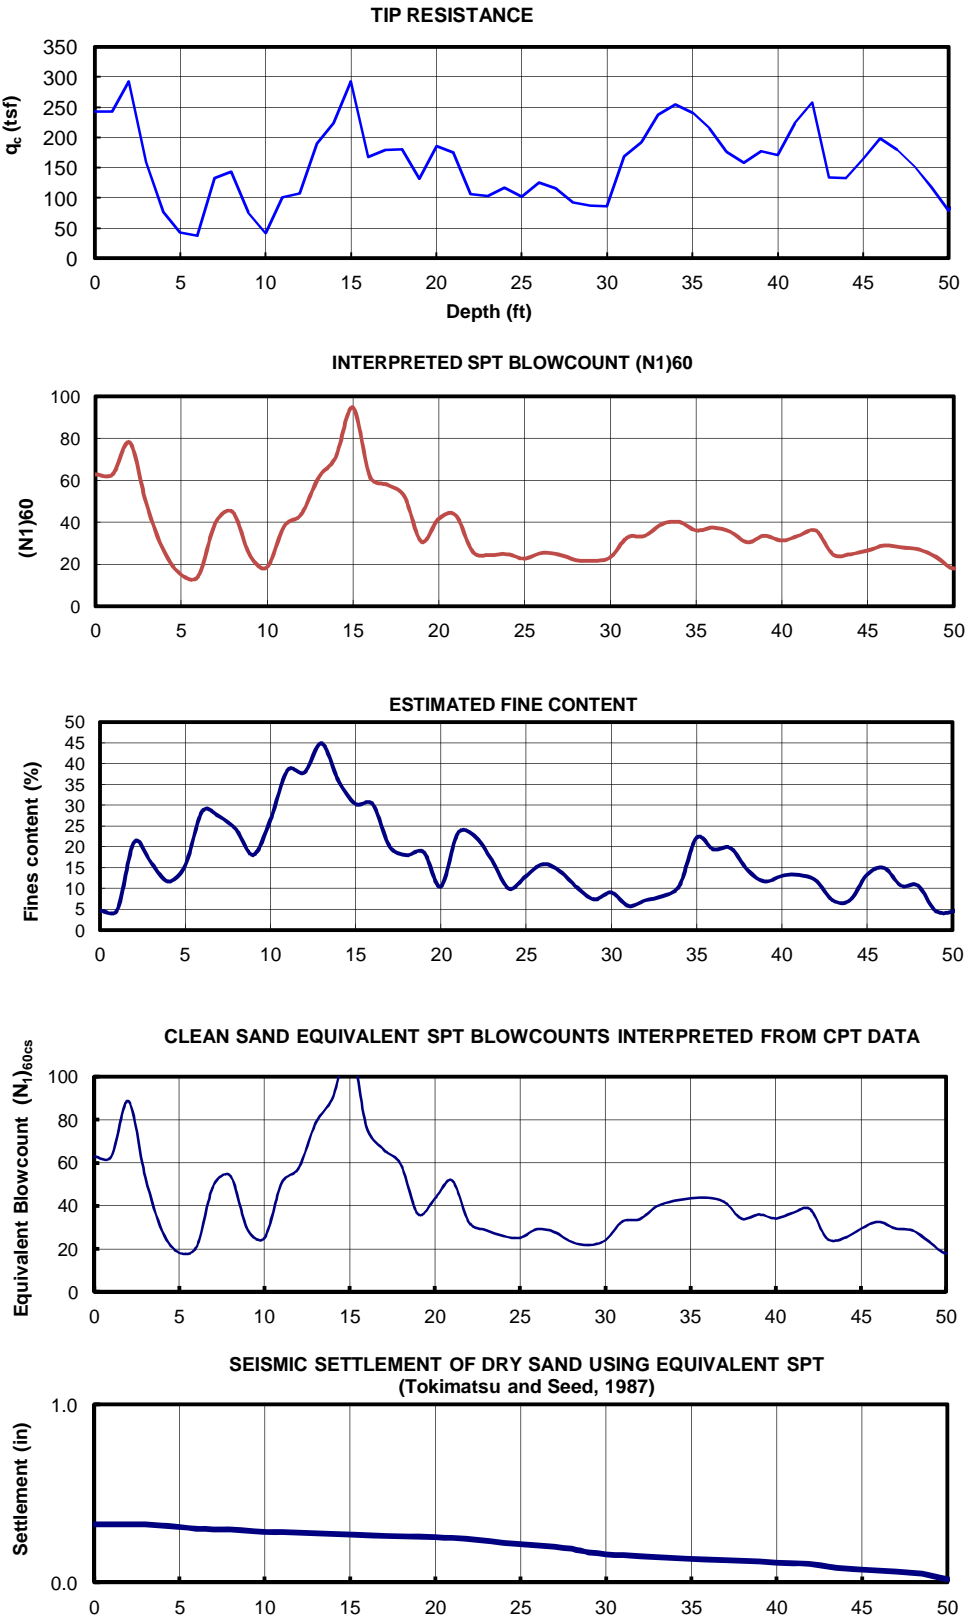 TIP RESISTANCE
350
300
250
200
150
100
50
0
qc (tsf)
0 5 10 15 20 25 30 35 40 45 50
Depth (ft)
INTERPRETED SPT BLOWCOUNT (N1)60
100
80
60
40
20
0
(N1)60
0 5 10 15 20 25 30 35 40 45 50
ESTIMATED FINE CONTENT
50
45
40
35
30
25
20
15
10
5
0
Fines content (%)
0 5 10 15 20 25 30 35 40 45 50
CLEAN SAND EQUIVALENT SPT BLOWCOUNTS INTERPRETED FROM CPT DATA
100
80
60
40
20
0
Equivalent Blowcount (N1)60cs
0 5 10 15 20 25 30 35 40 45 50
SEISMIC SETTLEMENT OF DRY SAND USING EQUIVALENT SPT
(Tokimatsu and Seed, 1987)
1.0
0.0
Settlement (in)
0 5 10 15 20 25 30 35 40 45 50